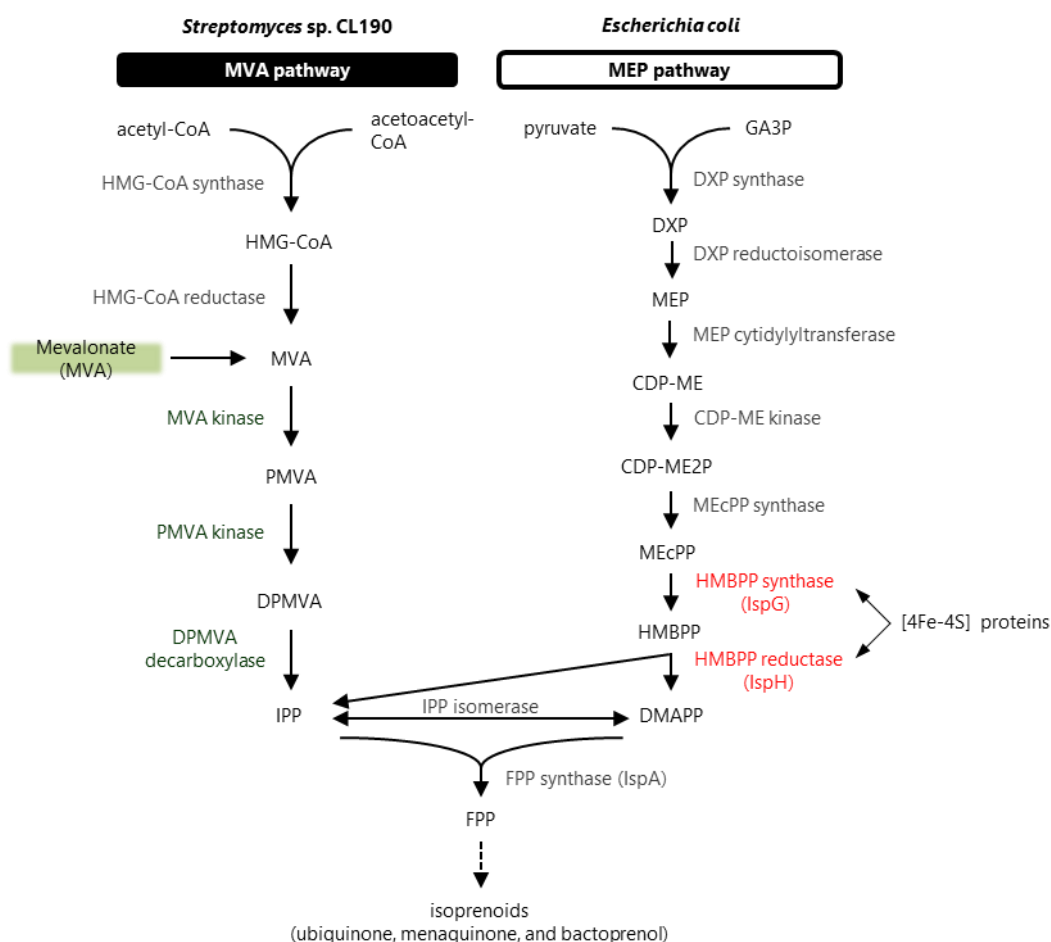 Streptomyces sp. CL190
MVA pathway
acetyl-CoA
acetoacetyl-
CoA
HMG-CoA synthase
HMG-CoA
HMG-CoA reductase
Mevalonate
(MVA)
MVA
MVA kinase
PMVA
PMVA kinase
DPMVA
DPMVA
decarboxylase
IPP
Escherichia coli
MEP pathway
pyruvate
GA3P
DXP synthase
DXP
DXP reductoisomerase
MEP
MEP cytidylyltransferase
CDP-ME
CDP-ME kinase
CDP-ME2P
MEcPP synthase
MEcPP
HMBPP synthase
(IspG)
[4Fe-4S] proteins
HMBPP
HMBPP reductase
(IspH)
IPP isomerase
DMAPP
FPP synthase (IspA)
FPP
isoprenoids
(ubiquinone, menaquinone, and bactoprenol)